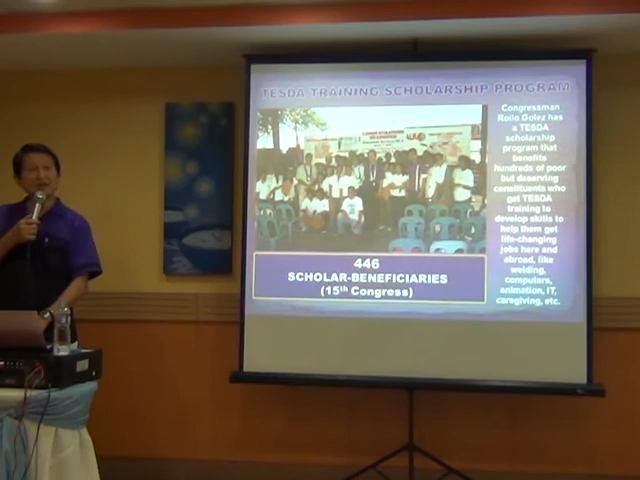 TESDA TRAINING SCHOLARSHIP PROGRAM
Congressman
Roilo Golez has
a TESDA
scholarship
program that
benefits
hundreds of poor
but deserving
constituents who
get TESDA
training to
develop skills to
help them get
life-changing
jobs here and
abroad, like
welding,
computers,
animation, IT,
caregiving, etc.
446
SCHOLAR-BENEFICIARIES
(15th Congress)